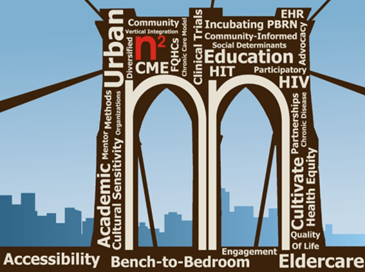 Urban
Community
Vertical Integration
Diversified
n²
CME
FQHCs
Chronic Care Model
Clinical Trials
EHR
Incubating PBRN
Community-Informed
Social Determinants
Education
HIT
Participatory
Advocacy
HIV
Academic
Mentor
Methods
Cultural Sensitivity
Organizations
Cultivate
Partnerships
Health Equity
Chronic Disease
Quality
Of Life
Accessibility
Bench-to-Bedroom
Engagement
Eldercare